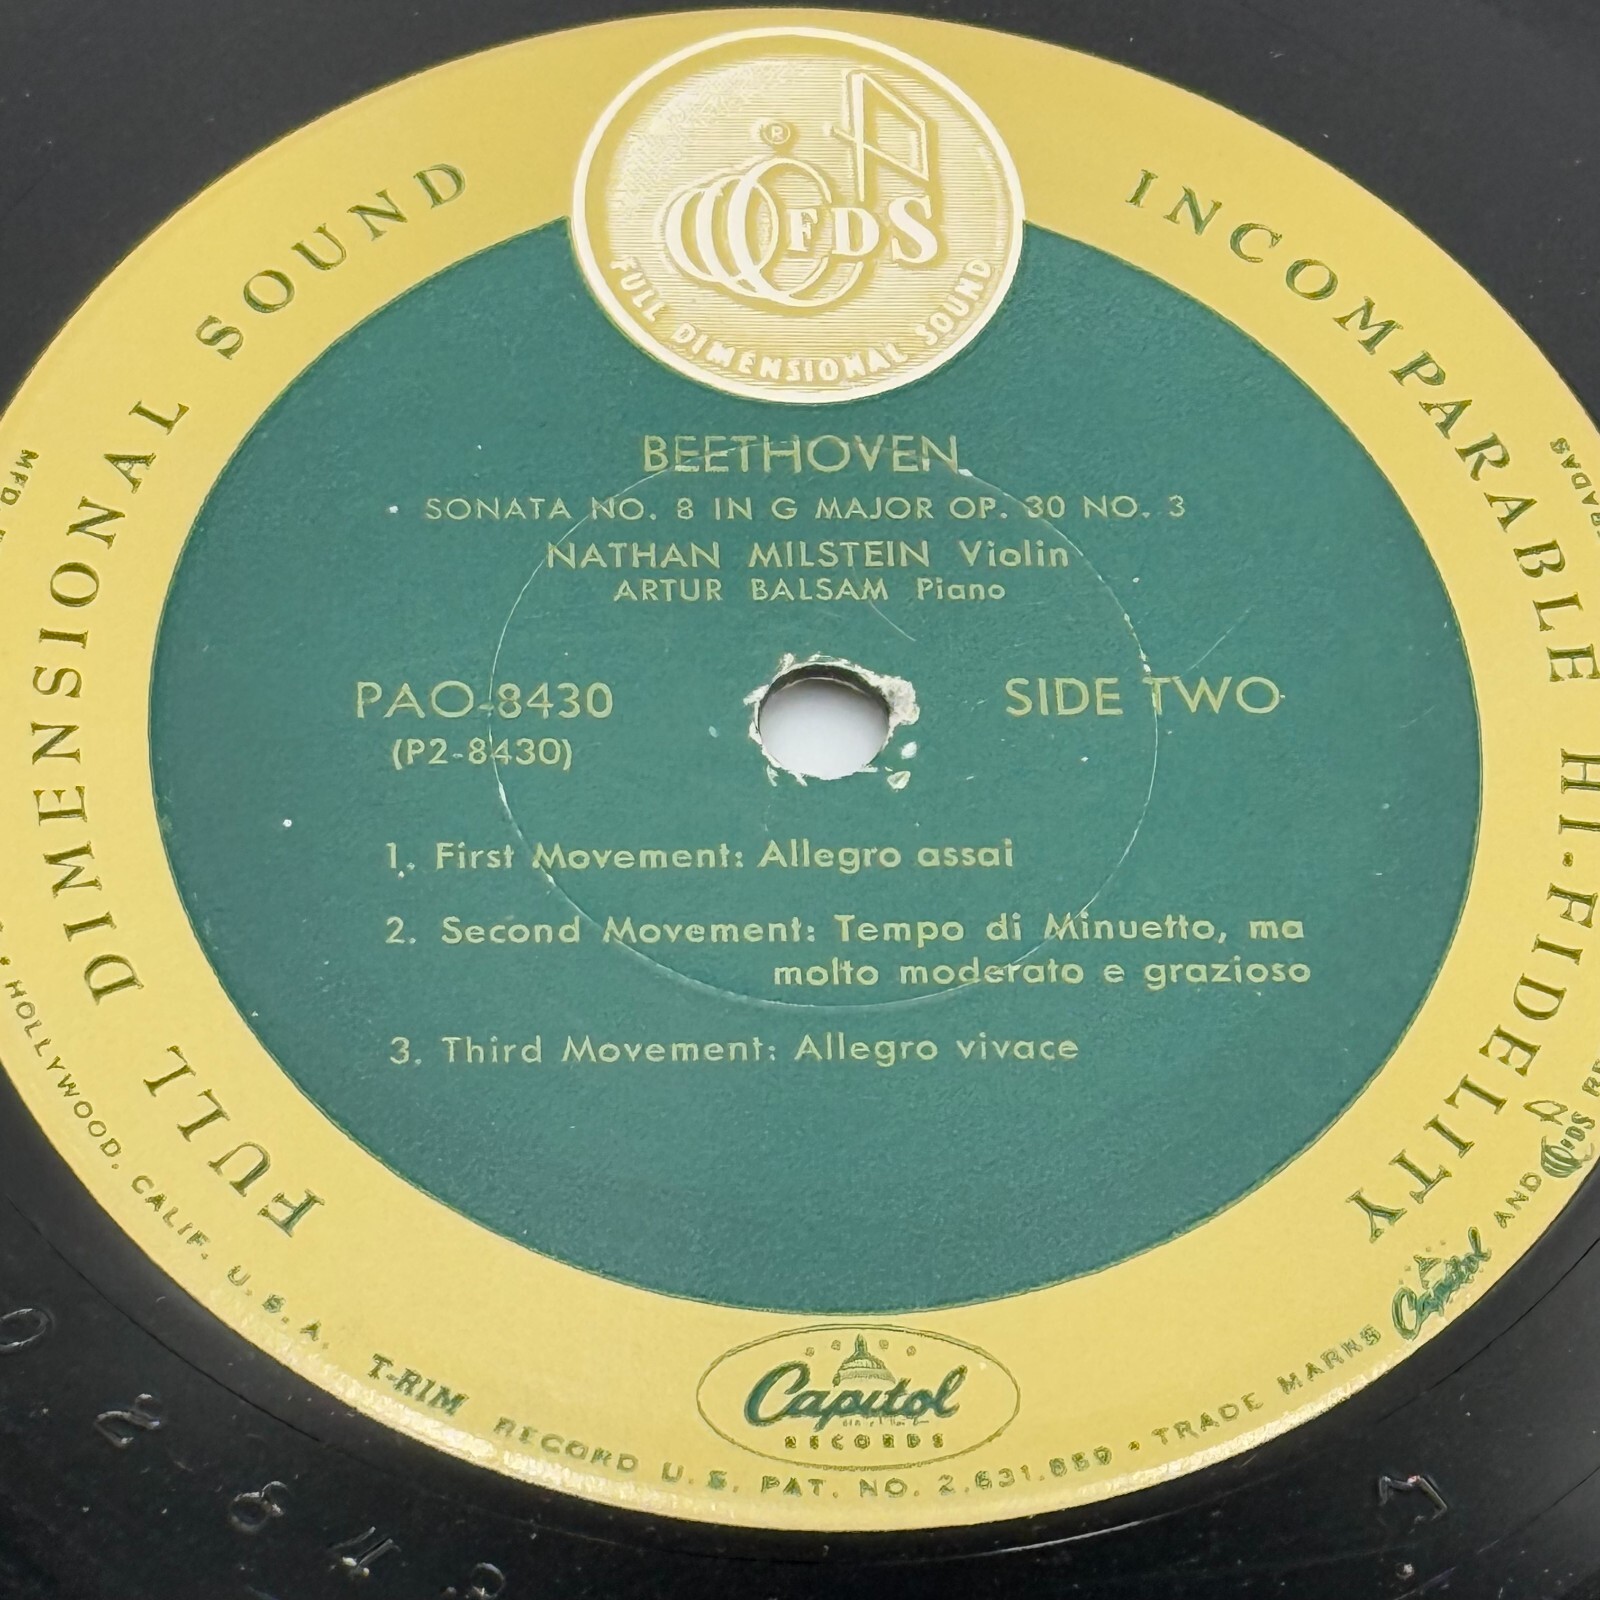 ®
FDS
FULL DIMENSIONAL SOUND
FULL DIMENSIONAL SOUND
INCOMPARABLE HI-FIDELITY
BEETHOVEN
SONATA NO. 8 IN G MAJOR OP. 30 NO. 3
NATHAN MILSTEIN Violin
ARTUR BALSAM Piano
PAO-8430
SIDE TWO
(P2-8430)
1. First Movement: Allegro assai
2. Second Movement: Tempo di Minuetto, ma
molto moderato e grazioso
3. Third Movement: Allegro vivace
Capitol
RECORDS
MFD.
• HOLLYWOOD, CALIF. U. S. A. T-RIM RECORD U. S. PAT. NO. 2,631,859 • TRADE MARKS Capitol AND FDS